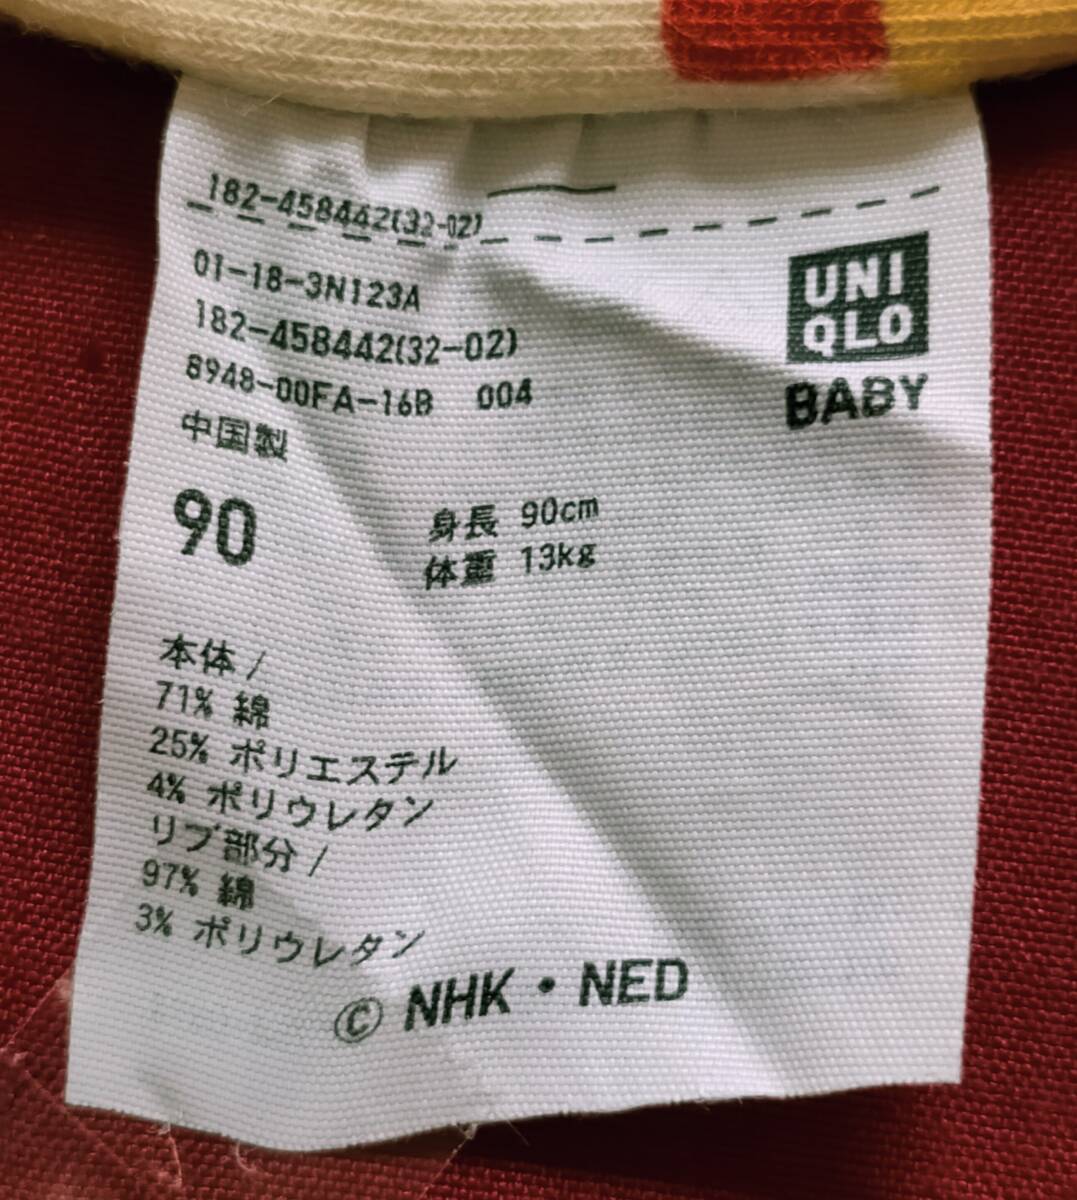 182-458442(32-02)
01-18-3N123A
182-458442(32-02)
8948-00FA-16B 004
中国製
UNI
QLO
BABY
90
身長 90cm
体重 13kg
本体/
71% 綿
25% ポリエステル
4% ポリウレタン
リブ部分/
97% 綿
3% ポリウレタン
© NHK・NED